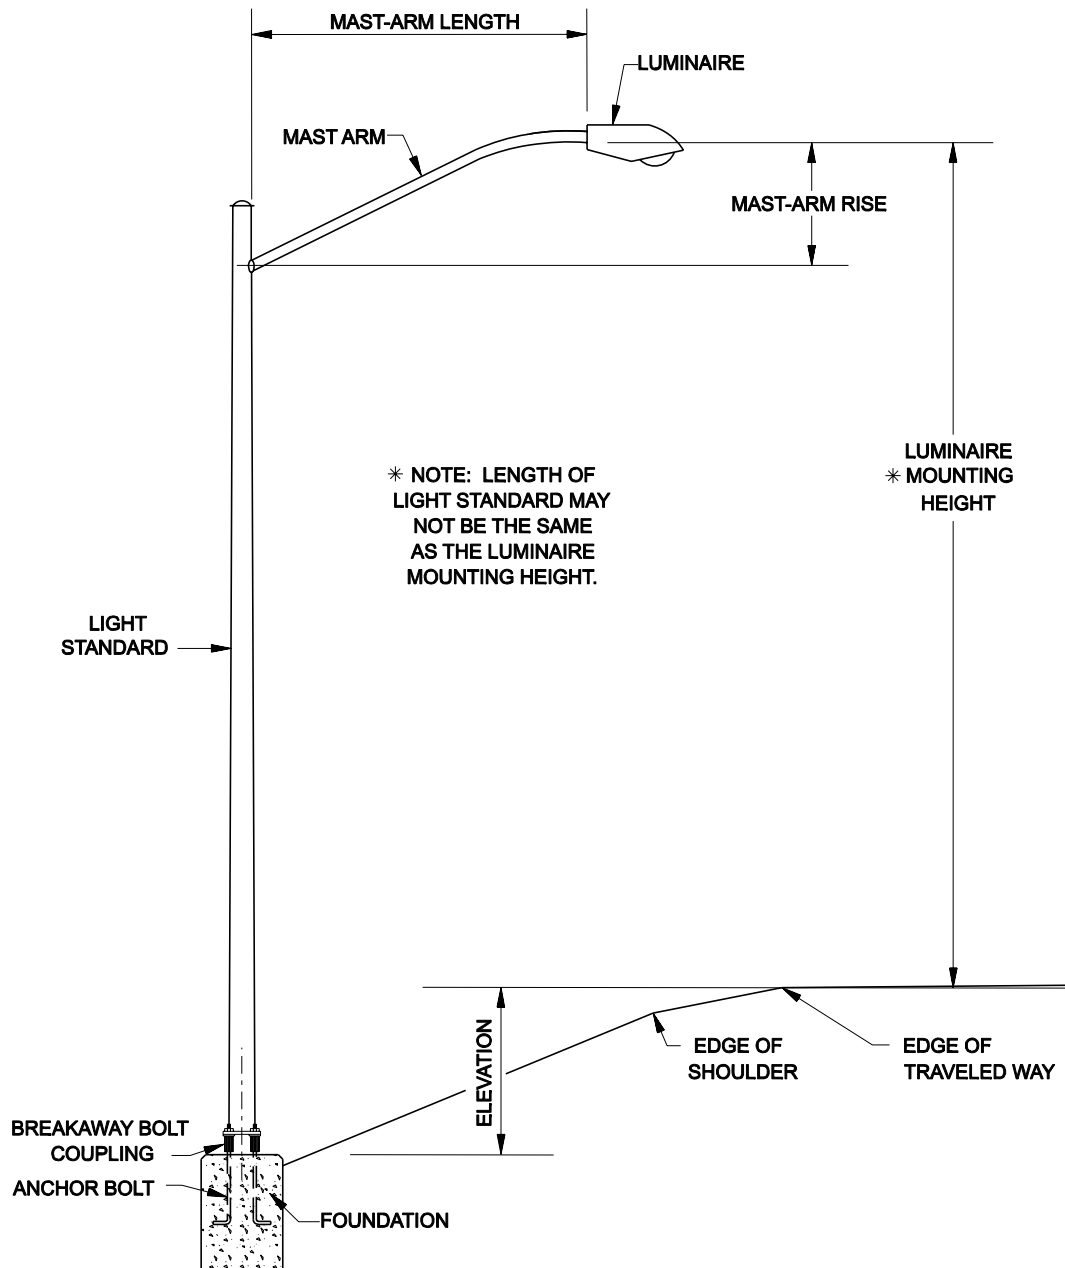 MAST-ARM LENGTH
LUMINAIRE
MAST ARM
MAST-ARM RISE
LUMINAIRE
✳ MOUNTING
HEIGHT
✳ NOTE: LENGTH OF
LIGHT STANDARD MAY
NOT BE THE SAME
AS THE LUMINAIRE
MOUNTING HEIGHT.
LIGHT
STANDARD
ELEVATION
EDGE OF
SHOULDER
EDGE OF
TRAVELED WAY
BREAKAWAY BOLT
COUPLING
ANCHOR BOLT
FOUNDATION